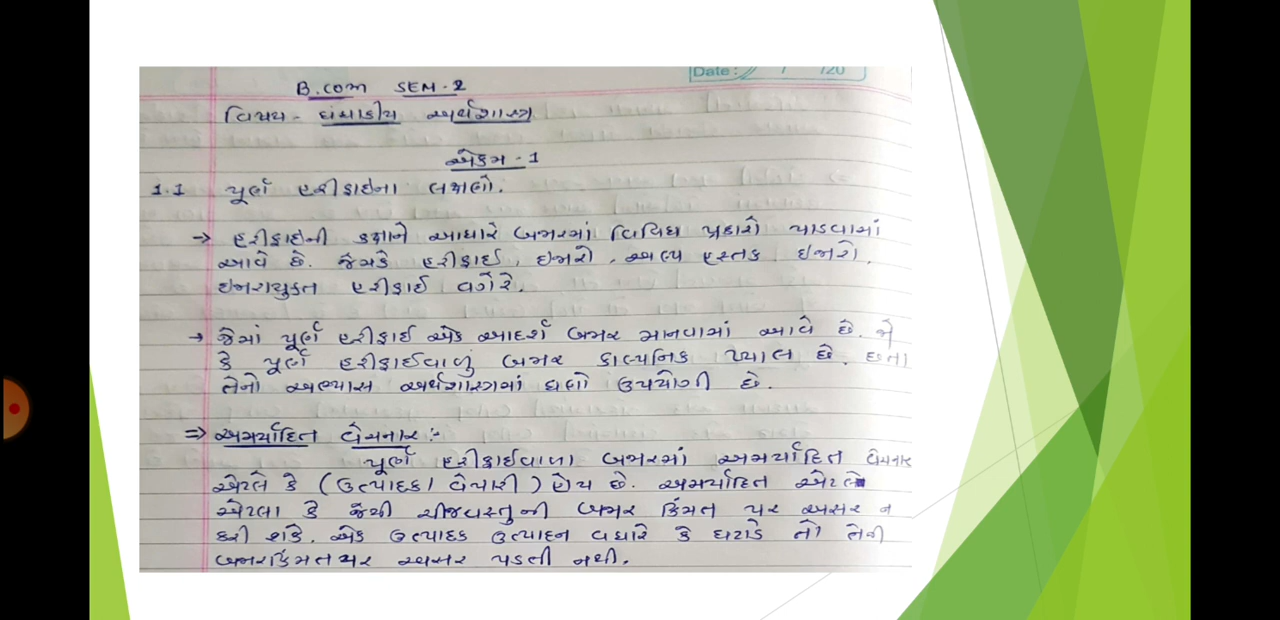 Date: / /20
B.com SEM-2
વિષય - ધંધાકીય અર્થશાસ્ત્ર
એકમ - 1
1.1 પૂર્ણ હરીફાઇના લક્ષણો.
→ હરીફાઇની કક્ષાને આધારે બજારમાં વિવિધ પ્રકારો પાડવામાં
આવે છે. જેમકે હરીફાઈ, ઇજારો, અલ્પ હસ્તક ઇજારો,
ઇજારાયુક્ત હરીફાઈ વગેરે.
→ જેમાં પૂર્ણ હરીફાઈ એક આદર્શ બજાર માનવામાં આવે છે. જો
કે પૂર્ણ હરીફાઈવાળું બજાર કાલ્પનિક ખ્યાલ છે. છતા
તેનો અભ્યાસ અર્થશાસ્ત્રમાં ઘણો ઉપયોગી છે.
⇒ અમર્યાદિત વેચનાર :-
પૂર્ણ હરીફાઈવાળા બજારમાં અમર્યાદિત વેચનાર
એટલે કે (ઉત્પાદકા વેપારી) હોય છે. અમર્યાદિત એટલે
એટલા કે જેથી ચીજવસ્તુની બજાર કિંમત પર અસર ન
કરી શકે. એક ઉત્પાદક ઉત્પાદન વધારે કે ઘટાડે તો તેની
બજારકિંમત પર અસર પડતી નથી.